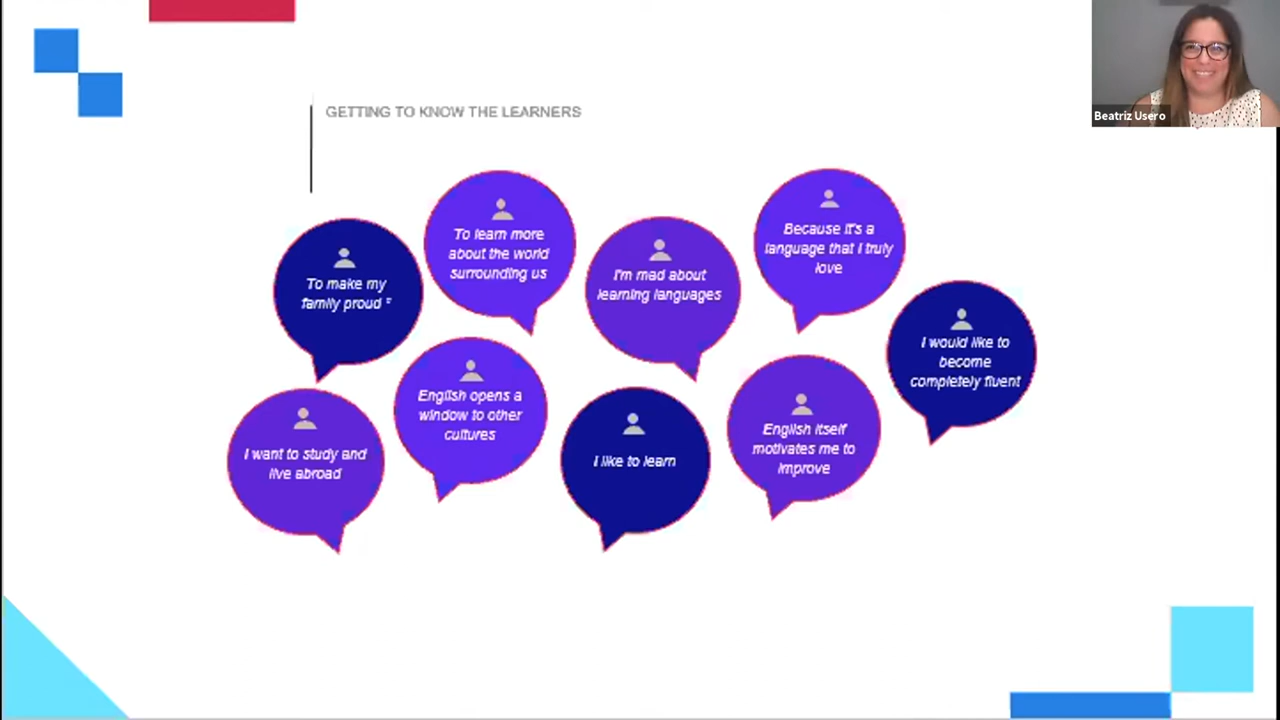 Beatriz Usero
GETTING TO KNOW THE LEARNERS
To make my
family proud "
To learn more
about the world
surrounding us
I'm mad about
learning languages
Because it's a
language that I truly
love
I would like to
become
completely fluent
I want to study and
live abroad
English opens a
window to other
cultures
I like to learn
English itself
motivates me to
improve